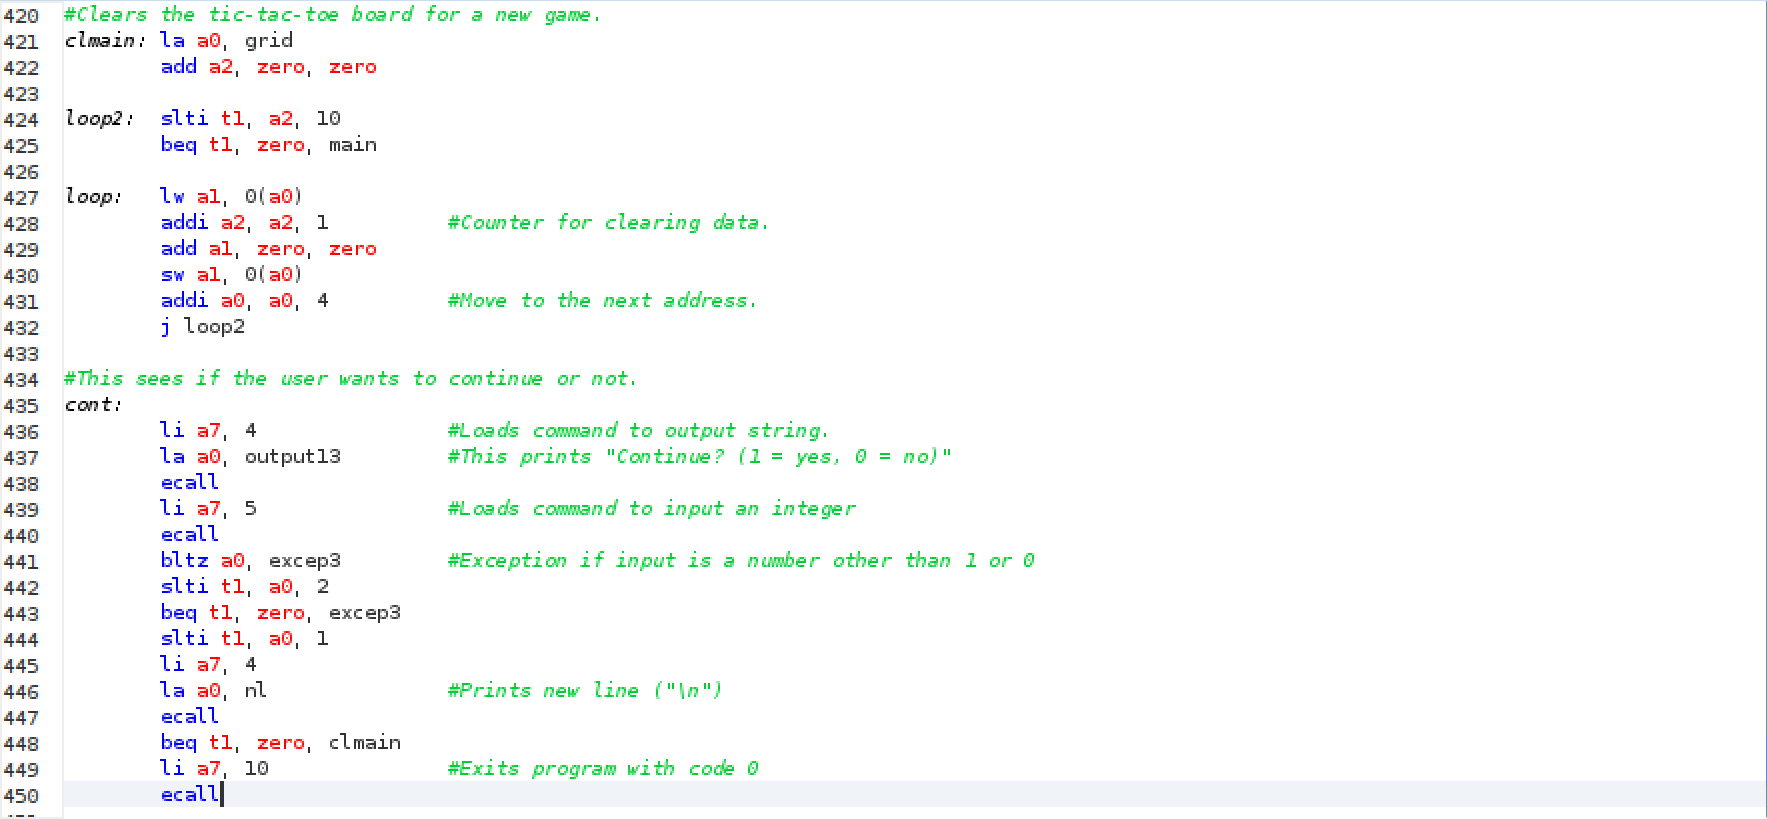 420 #Clears the tic-tac-toe board for a new game.
421 clmain: la a0, grid
422 add a2, zero, zero
423
424 loop2: slti t1, a2, 10
425 beq t1, zero, main
426
427 loop: lw a1, 0(a0)
428 addi a2, a2, 1 #Counter for clearing data.
429 add a1, zero, zero
430 sw a1, 0(a0)
431 addi a0, a0, 4 #Move to the next address.
432 j loop2
433
434 #This sees if the user wants to continue or not.
435 cont:
436 li a7, 4 #Loads command to output string.
437 la a0, output13 #This prints "Continue? (1 = yes, 0 = no)"
438 ecall
439 li a7, 5 #Loads command to input an integer
440 ecall
441 bltz a0, excep3 #Exception if input is a number other than 1 or 0
442 slti t1, a0, 2
443 beq t1, zero, excep3
444 slti t1, a0, 1
445 li a7, 4
446 la a0, nl #Prints new line ("\n")
447 ecall
448 beq t1, zero, clmain
449 li a7, 10 #Exits program with code 0
450 ecall